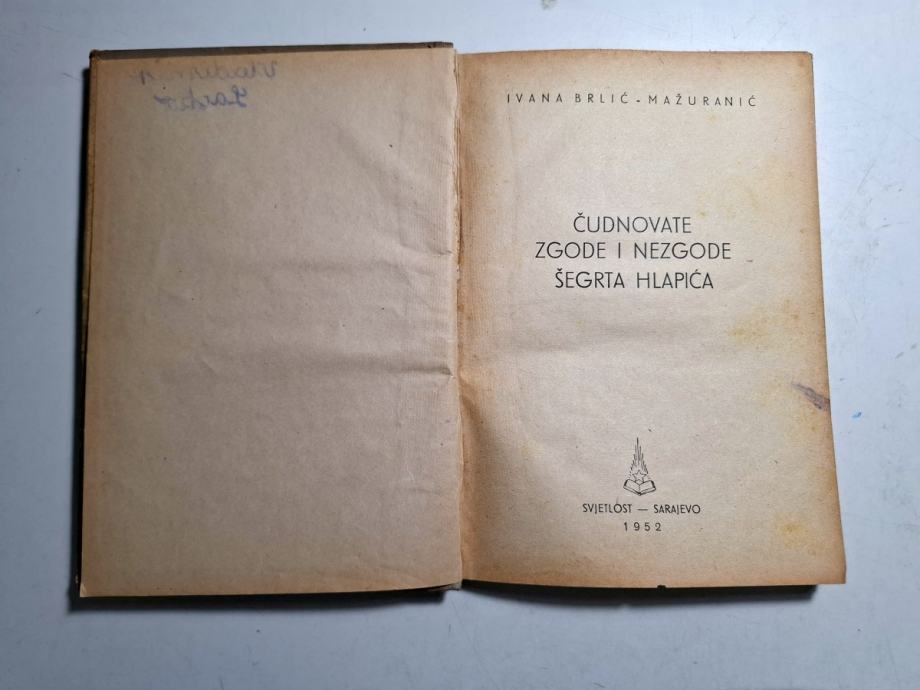 IVANA BRLIĆ - MAŽURANIĆ
ČUDNOVATE
ZGODE I NEZGODE
ŠEGRTA HLAPIĆA
SVJETLOST — SARAJEVO
1952